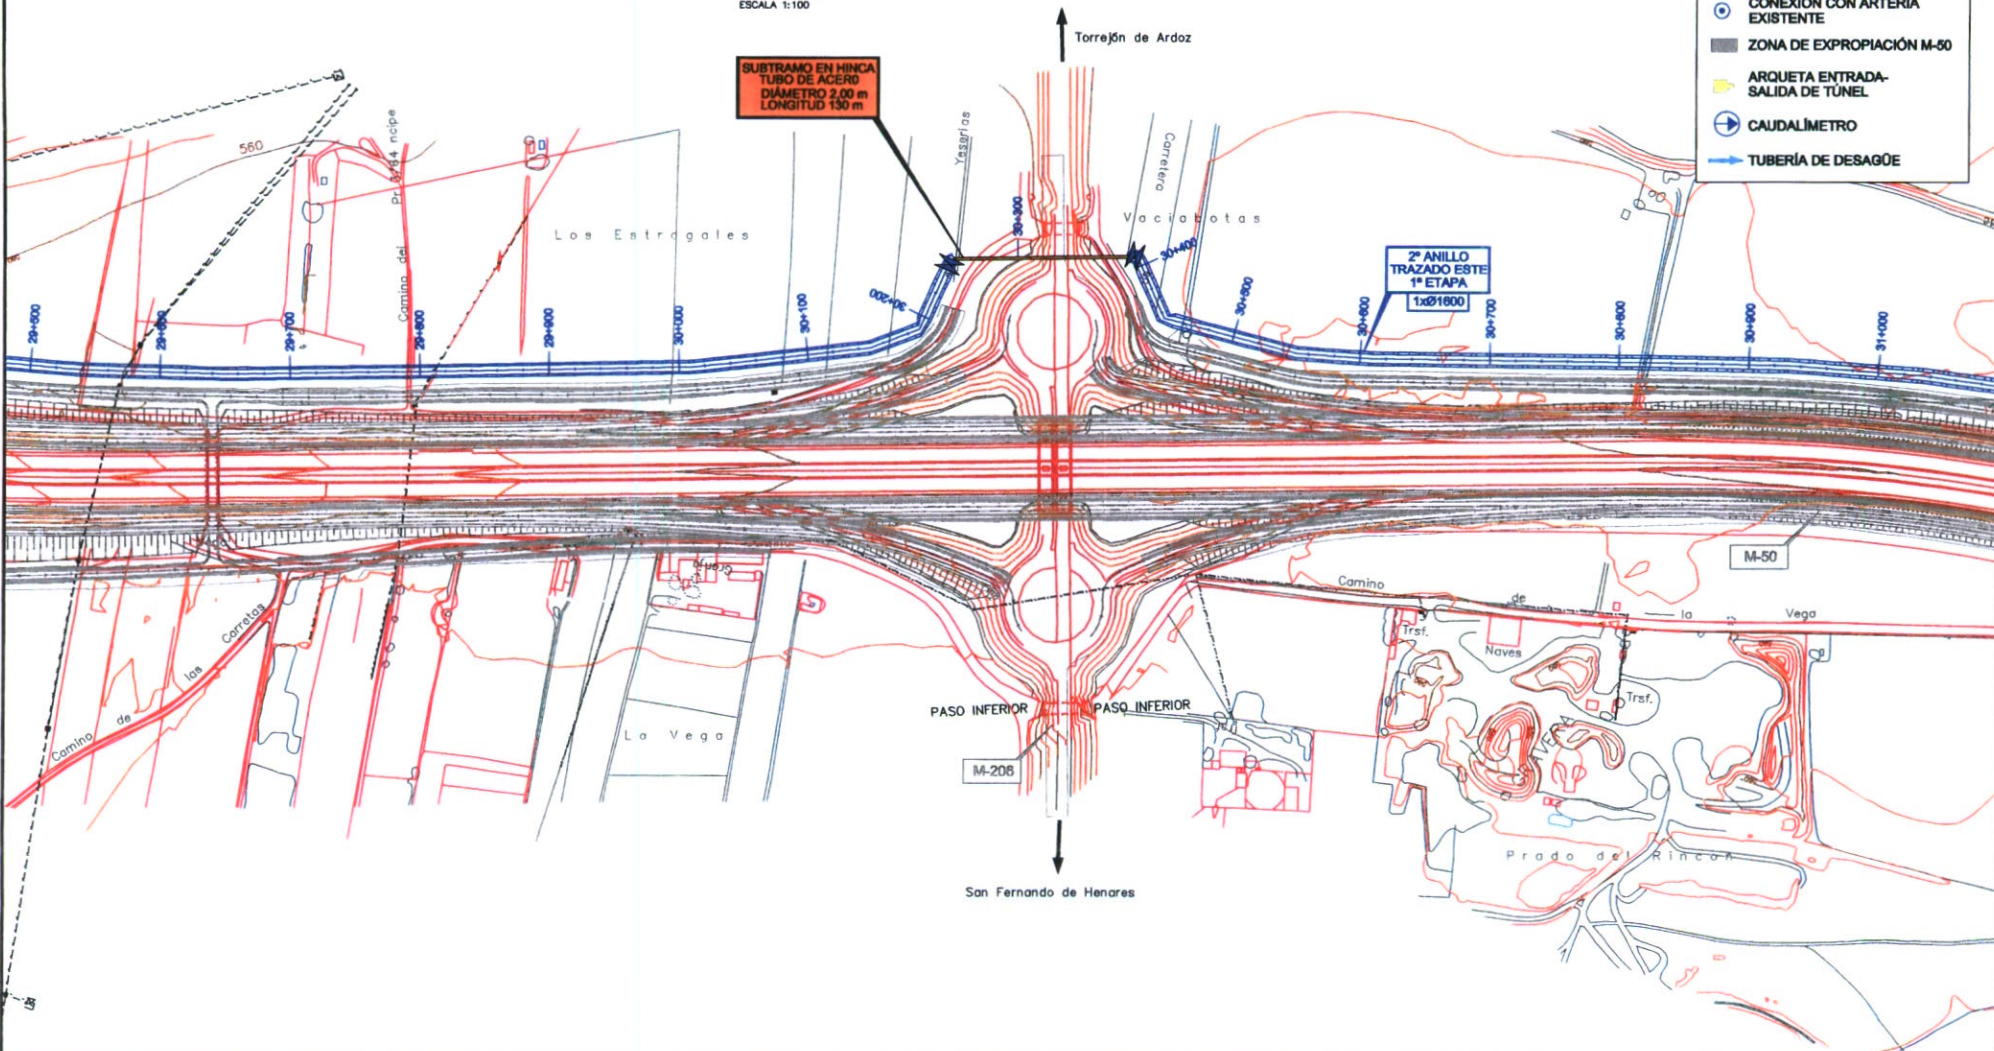 ESCALA 1:100
Torrejón de Ardoz
SUBTRAMO EN HINCA
TUBO DE ACERO
DIÁMETRO 2,00 m
LONGITUD 130 m
CONEXIÓN CON ARTERIA
EXISTENTE
ZONA DE EXPROPIACIÓN M-50
ARQUETA ENTRADA-
SALIDA DE TÚNEL
CAUDALÍMETRO
TUBERÍA DE DESAGÜE
560
Camino del
Yeserías
Carretera
Vaciabotas
Los Estragales
2º ANILLO
TRAZADO ESTE
1ª ETAPA
1xØ1600
29+500
29+600
29+700
29+800
29+900
30+000
30+100
30+200
30+300
30+400
30+500
30+600
30+700
30+800
30+900
31+000
M-50
Granja
Camino de la Vega
Camino de las Carretas
Trsf.
Naves
Trsf.
La Vega
PASO INFERIOR
PASO INFERIOR
M-206
VEGA
Prado del Rincón
San Fernando de Henares